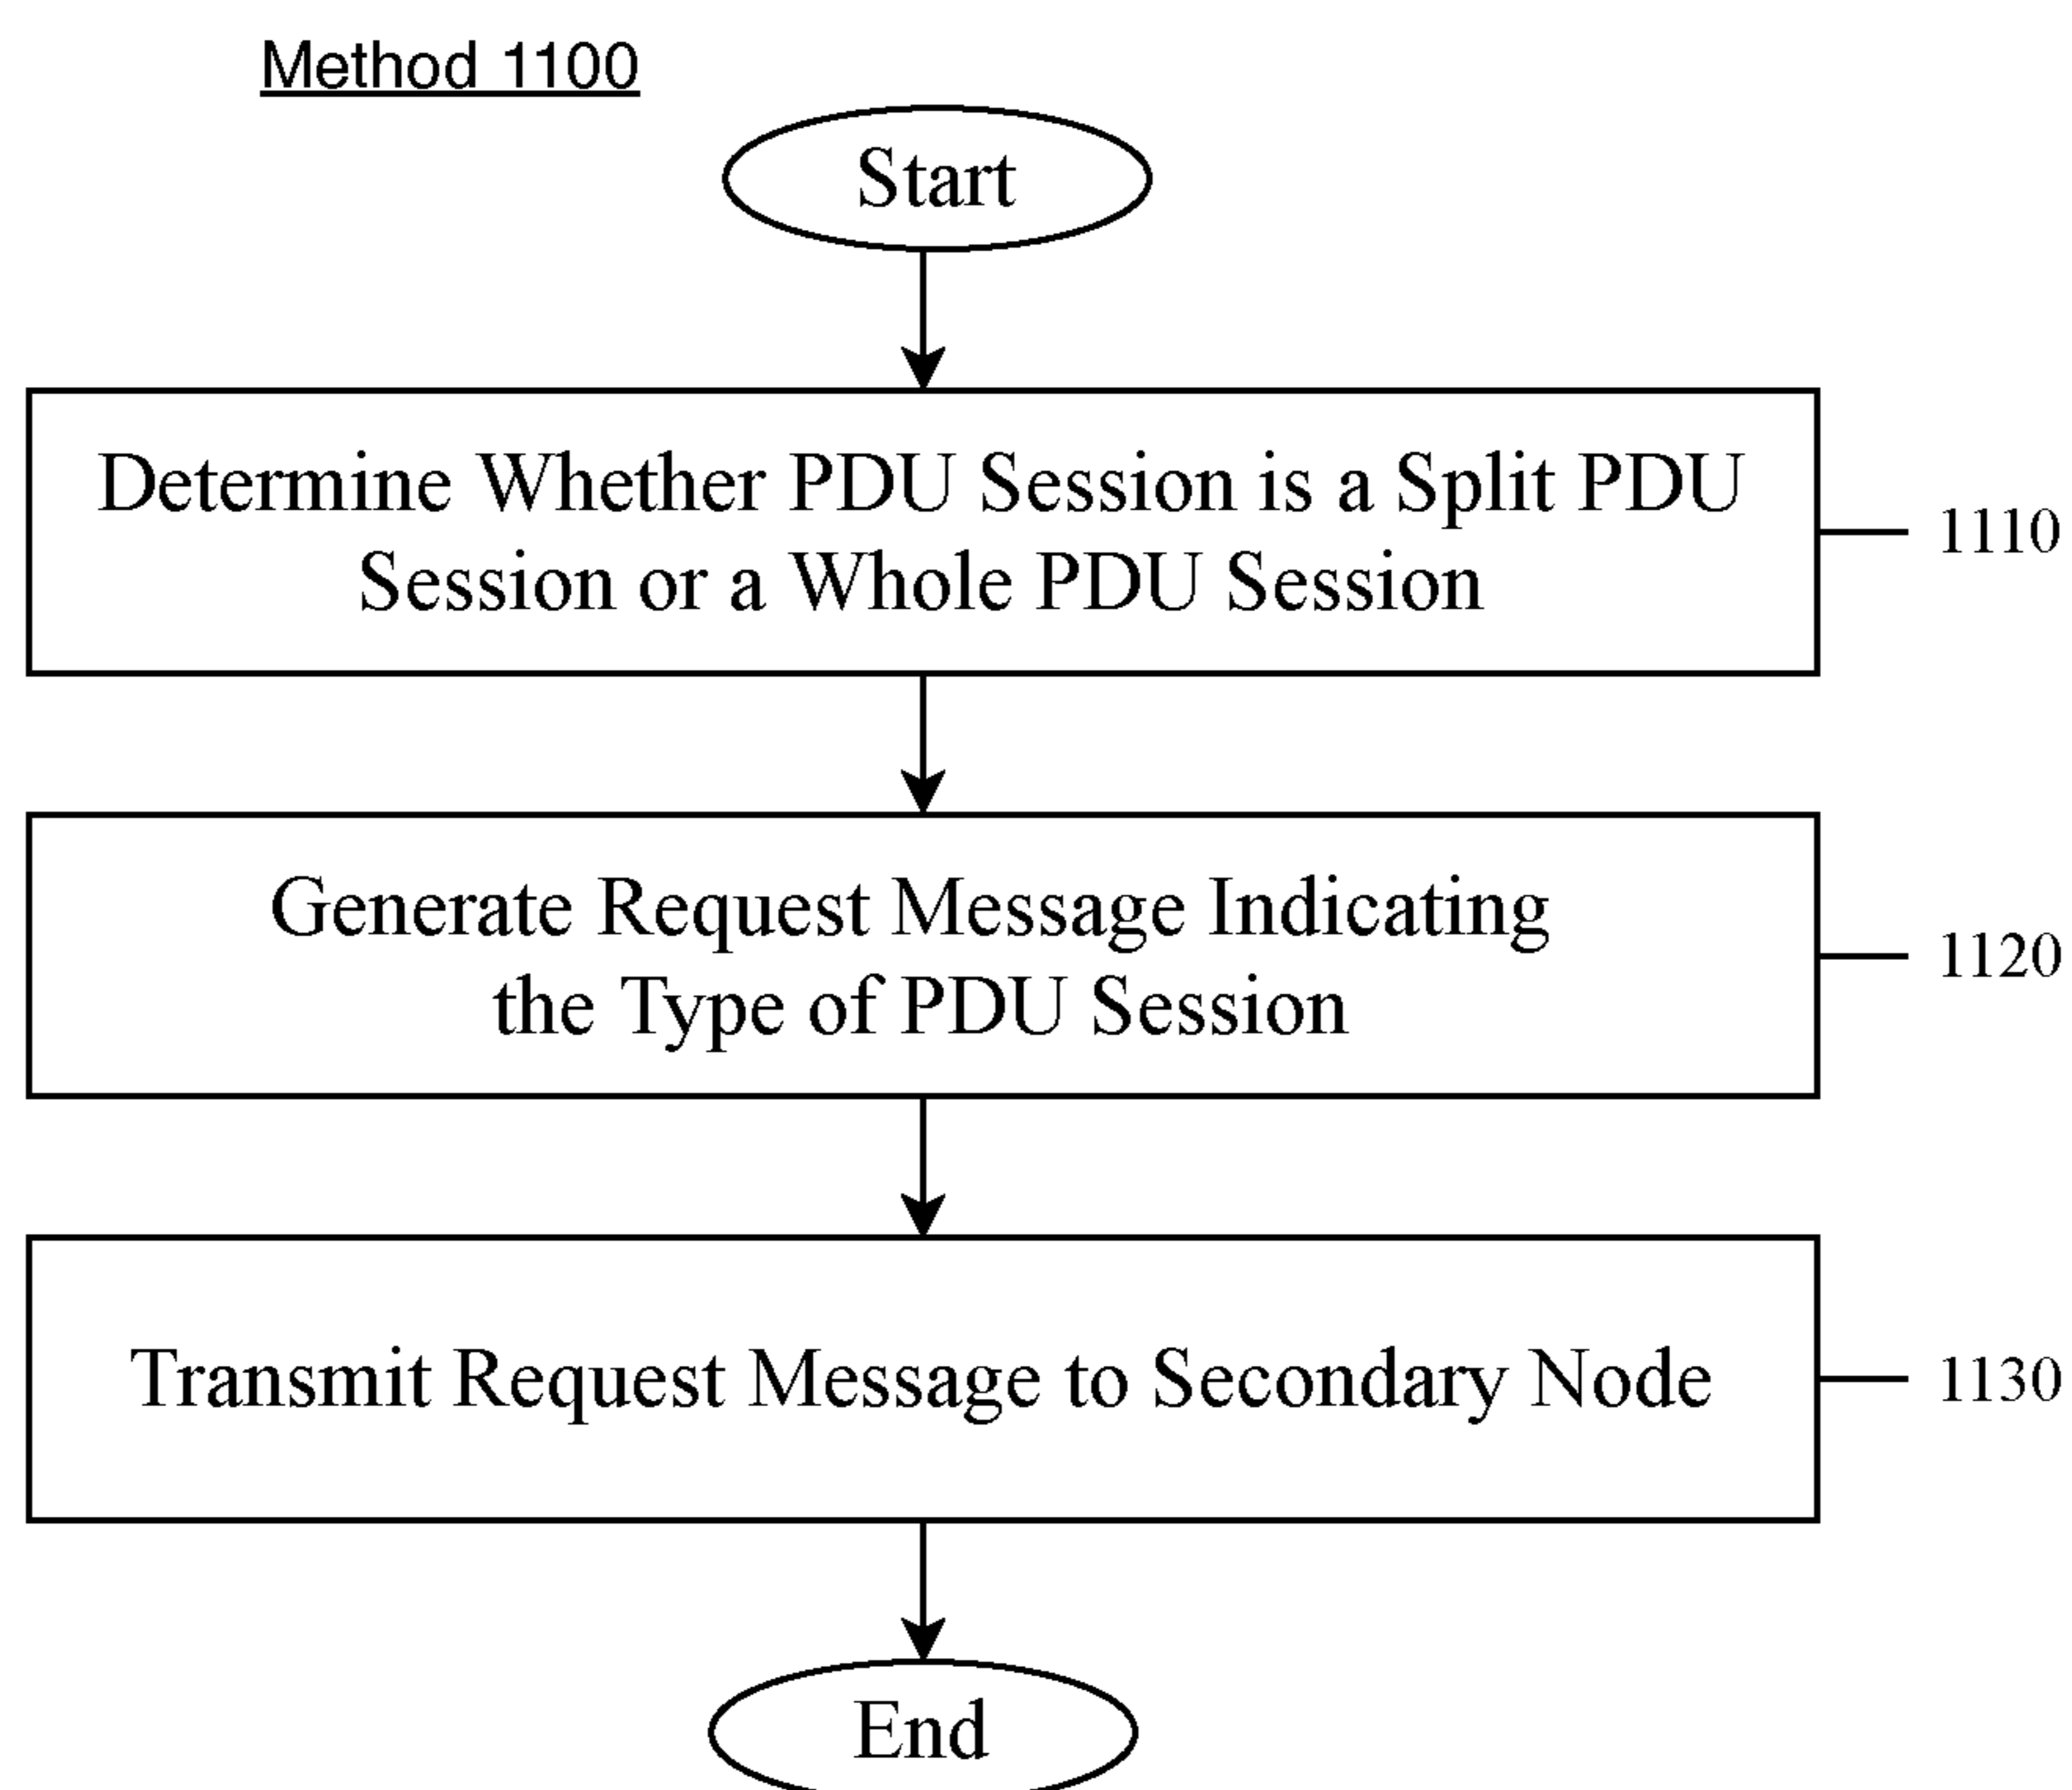 Method 1100
Start
Determine Whether PDU Session is a Split PDU
Session or a Whole PDU Session
1110
Generate Request Message Indicating
the Type of PDU Session
1120
Transmit Request Message to Secondary Node
1130
End